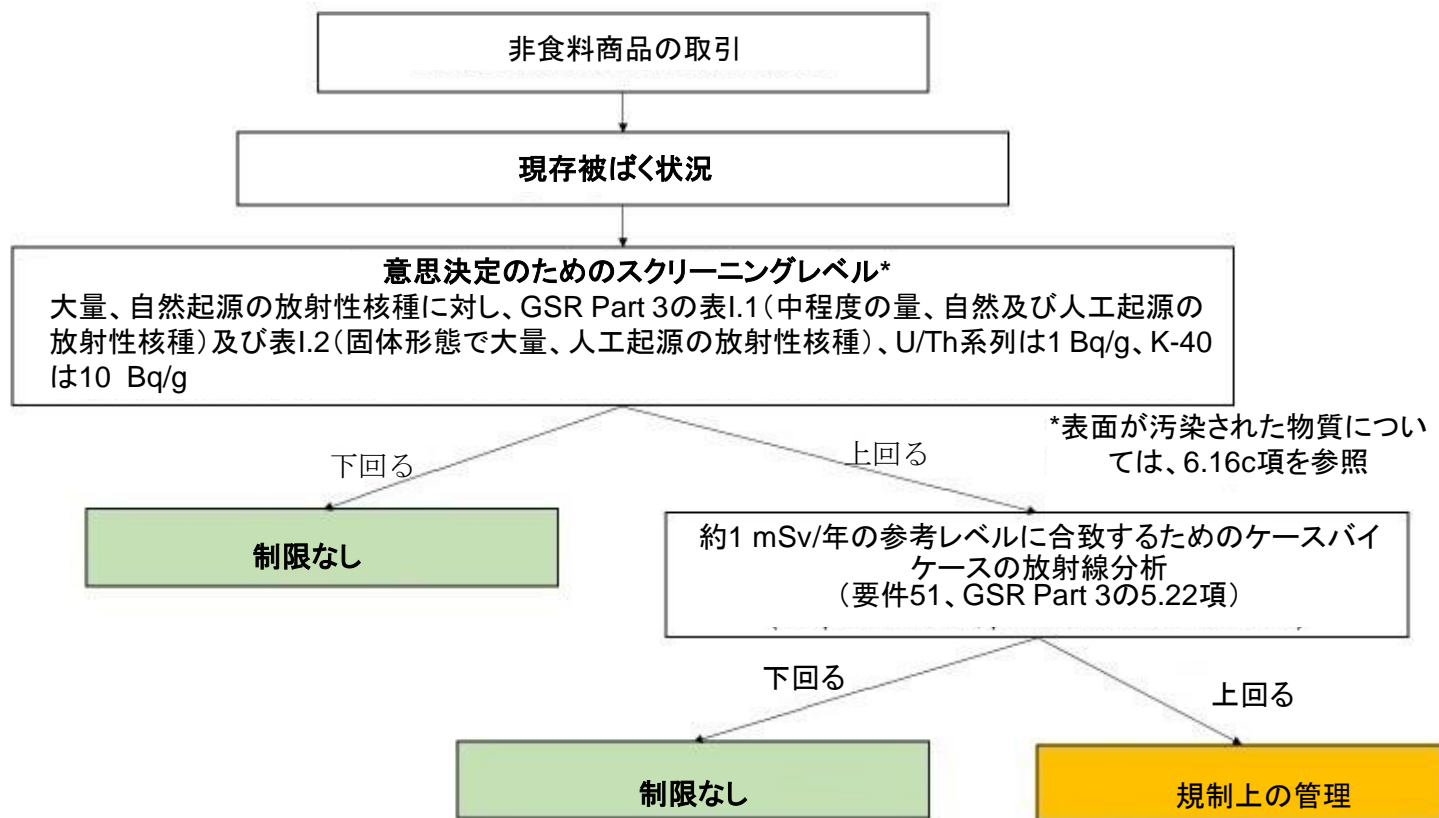 非食料商品の取引
現存被ばく状況
意思決定のためのスクリーニングレベル*
大量、自然起源の放射性核種に対し、GSR Part 3の表I.1（中程度の量、自然及び人工起源の
放射性核種）及び表I.2（固体形態で大量、人工起源の放射性核種）、U/Th系列は1 Bq/g、K-40
は10 Bq/g
*表面が汚染された物質につい
ては、6.16c項を参照
下回る
上回る
制限なし
約1 mSv/年の参考レベルに合致するためのケースバイ
ケースの放射線分析
（要件51、GSR Part 3の5.22項）
下回る
上回る
制限なし
規制上の管理